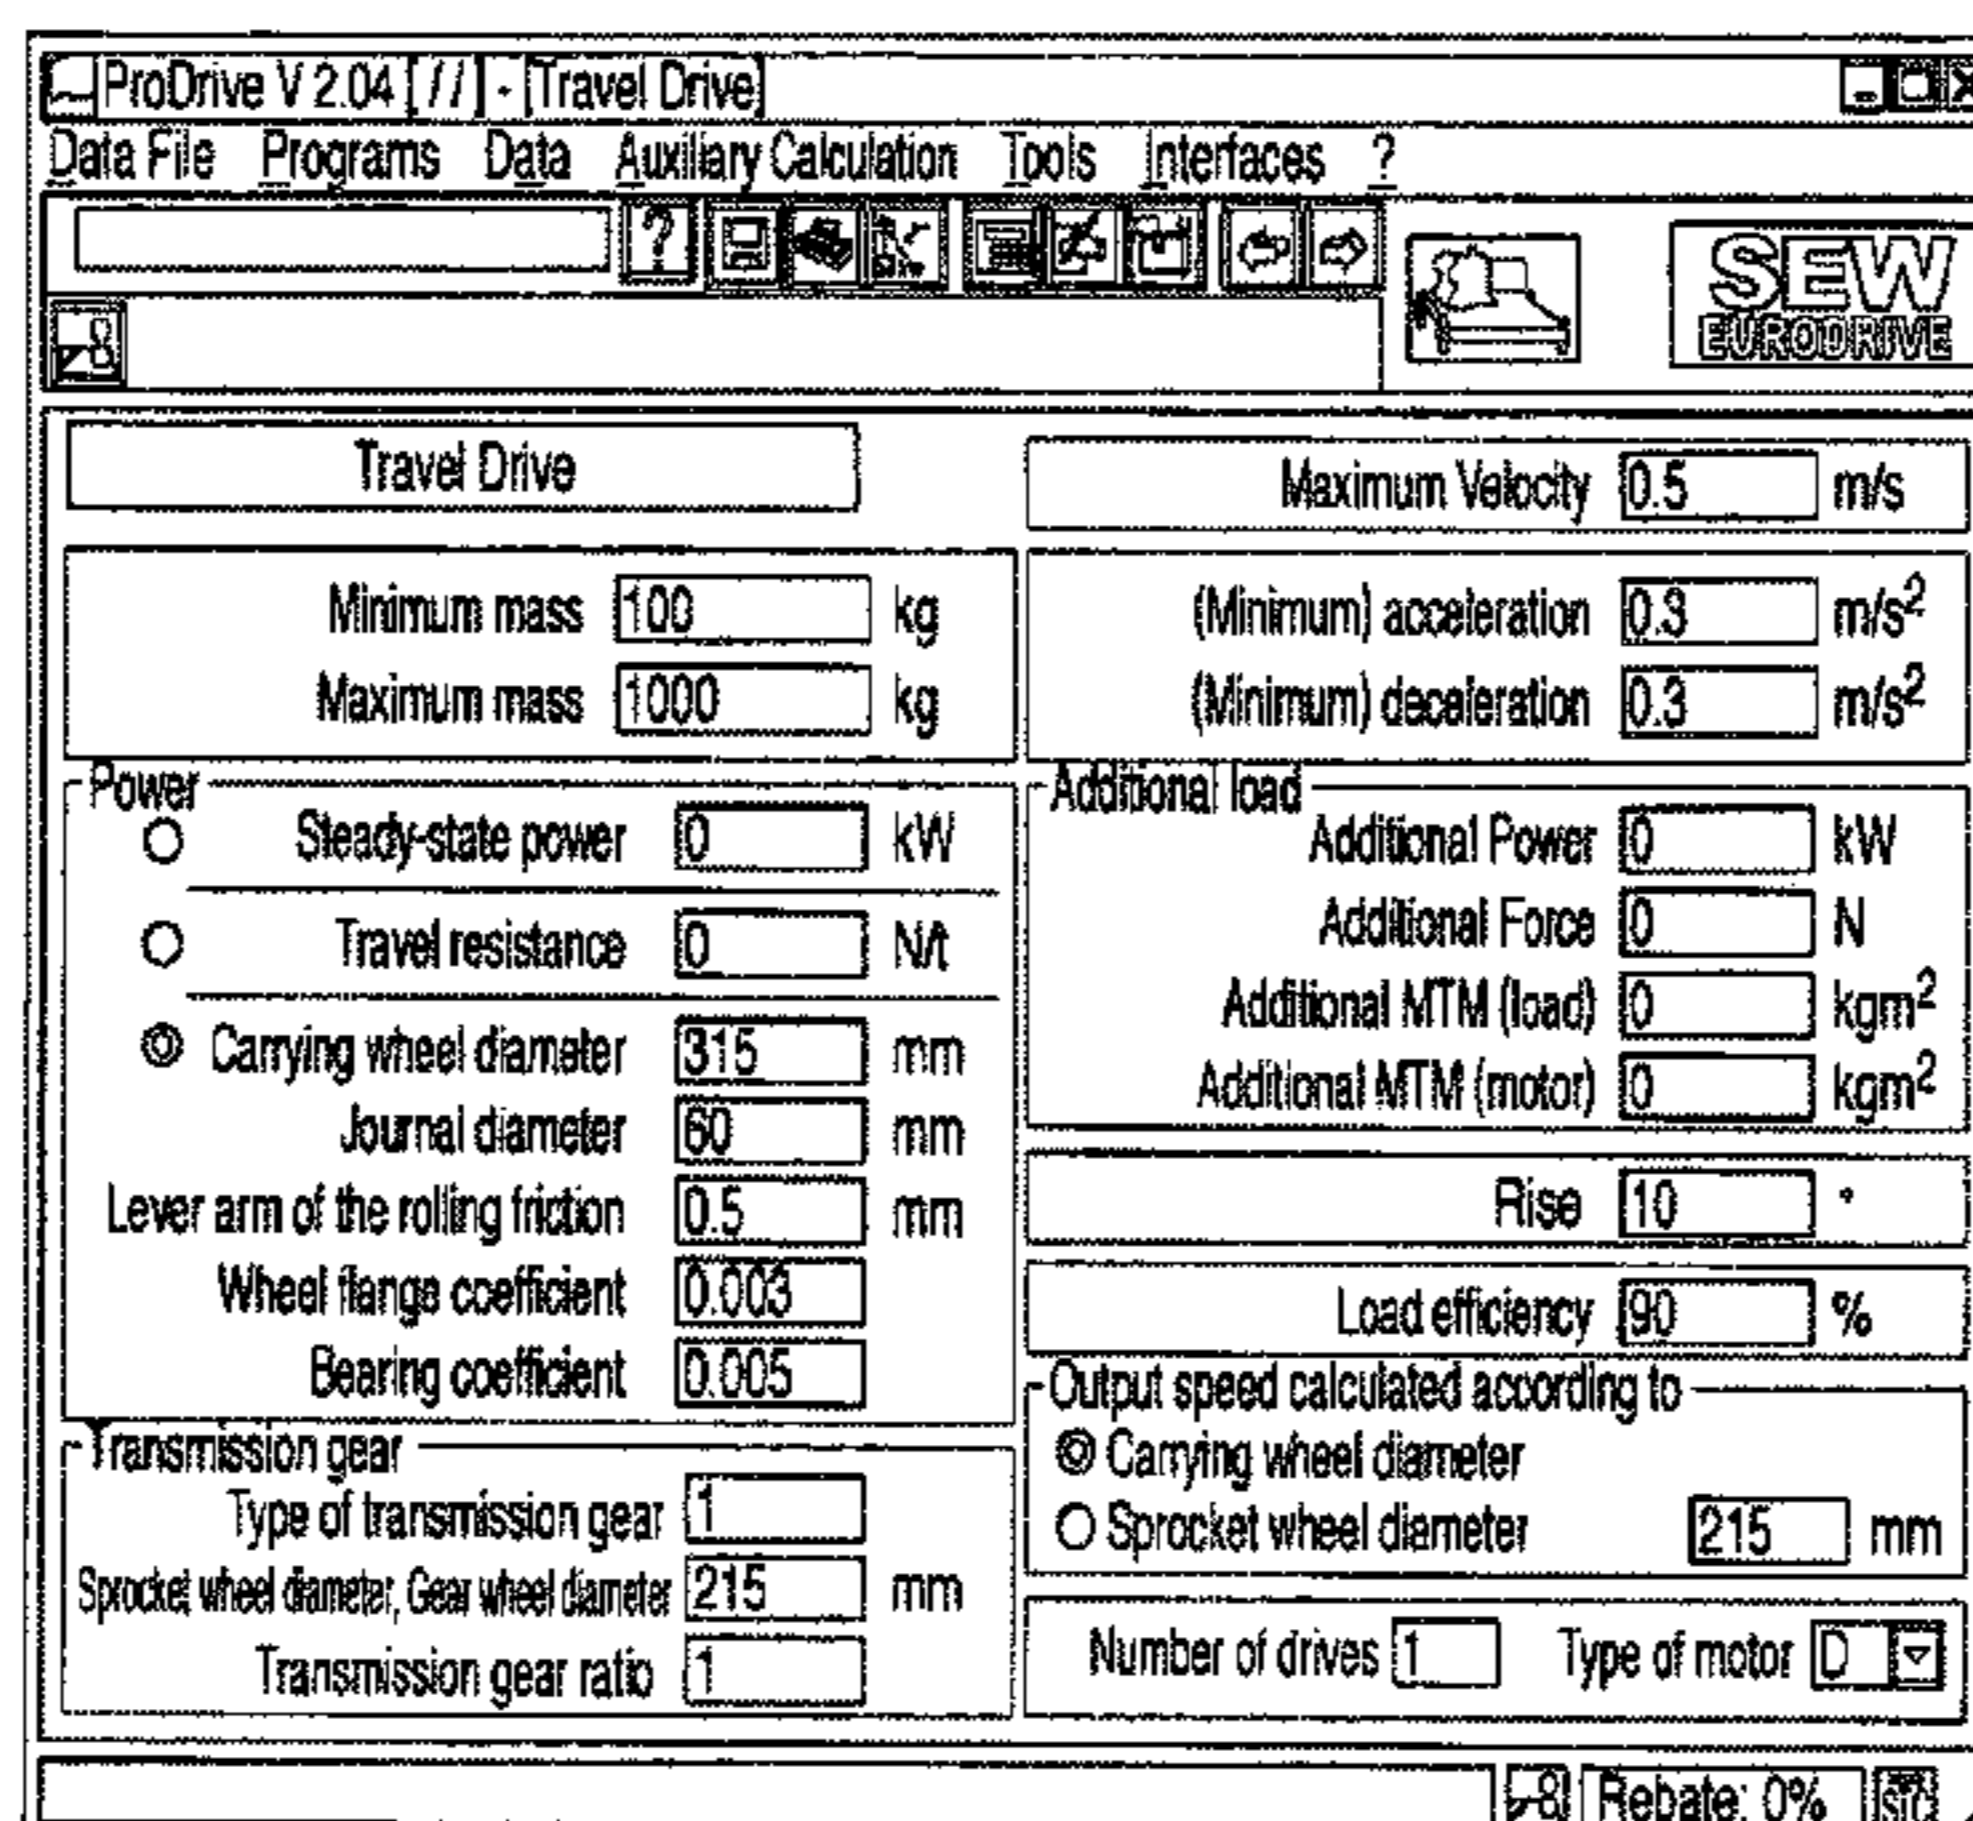 ProDrive V 2.04 [ // ] - [Travel Drive]
Data File Programs Data Auxiliary Calculation Tools Interfaces ?
?
SEW
EURODRIVE
Travel Drive
Maximum Velocity 0.5 m/s
Minimum mass 100 kg
Maximum mass 1000 kg
(Minimum) acceleration 0.3 m/s²
(Minimum) deceleration 0.3 m/s²
Power
Steady-state power 0 kW
Travel resistance 0 N/t
Carrying wheel diameter 315 mm
Journal diameter 60 mm
Lever arm of the rolling friction 0.5 mm
Wheel flange coefficient 0.003
Bearing coefficient 0.005
Additional load
Additional Power 0 kW
Additional Force 0 N
Additional MTM (load) 0 kgm²
Additional MTM (motor) 0 kgm²
Rise 10 °
Load efficiency 90 %
Transmission gear
Type of transmission gear 1
Sprocket wheel diameter, Gear wheel diameter 215 mm
Transmission gear ratio 1
Output speed calculated according to
Carrying wheel diameter
Sprocket wheel diameter 215 mm
Number of drives 1 Type of motor D
Rebate: 0%